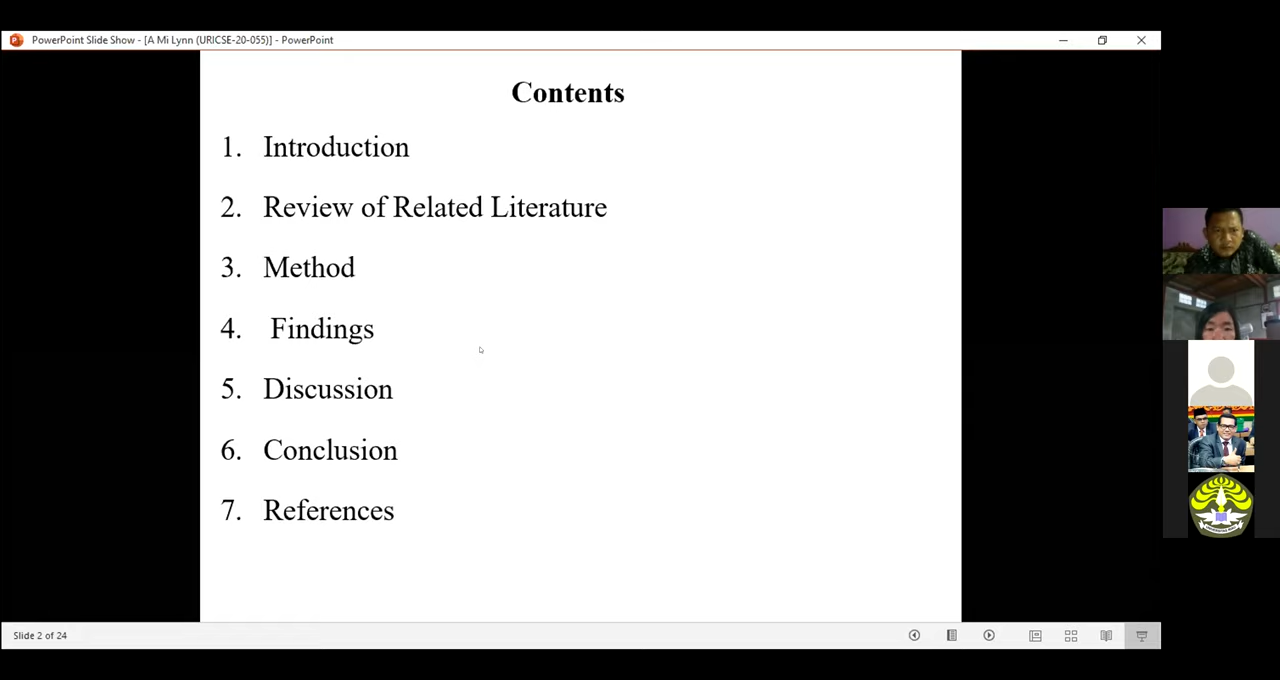 PowerPoint Slide Show - [A Mi Lynn (URICSE-20-055)] - PowerPoint
Contents
1. Introduction
2. Review of Related Literature
3. Method
4. Findings
5. Discussion
6. Conclusion
7. References
Slide 2 of 24